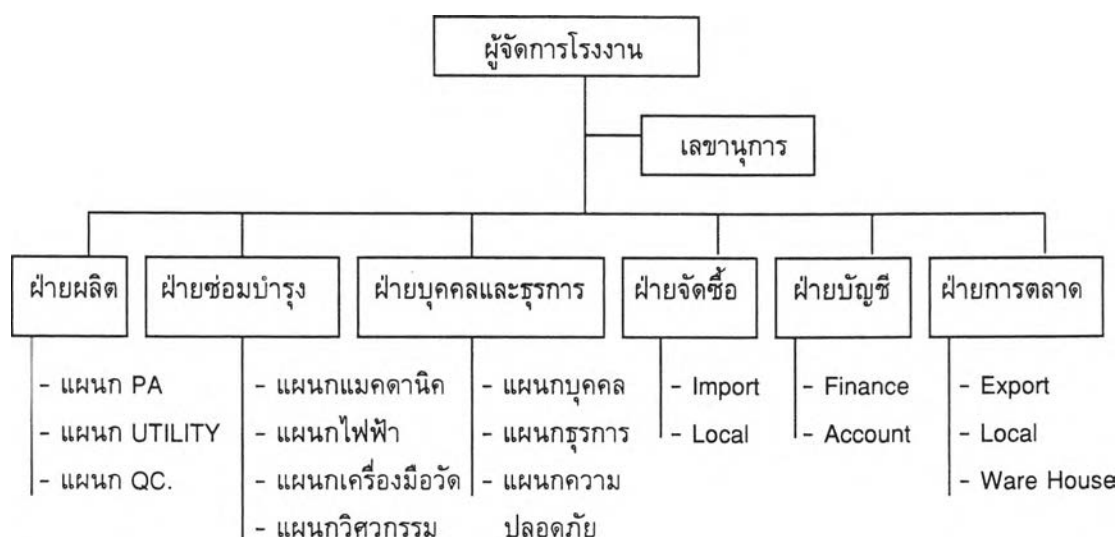 ผู้จัดการโรงงาน
เลขานุการ
ฝ่ายผลิต
ฝ่ายซ่อมบำรุง
ฝ่ายบุคคลและธุรการ
ฝ่ายจัดซื้อ
ฝ่ายบัญชี
ฝ่ายการตลาด
- แผนก PA
- แผนก UTILITY
- แผนก QC.
- แผนกแมคดานิค
- แผนกไฟฟ้า
- แผนกเครื่องมือวัด
- แผนกวิศวกรรม
- แผนกบุคคล
- แผนกธุรการ
- แผนกความ
ปลอดภัย
- Import
- Local
- Finance
- Account
- Export
- Local
- Ware House